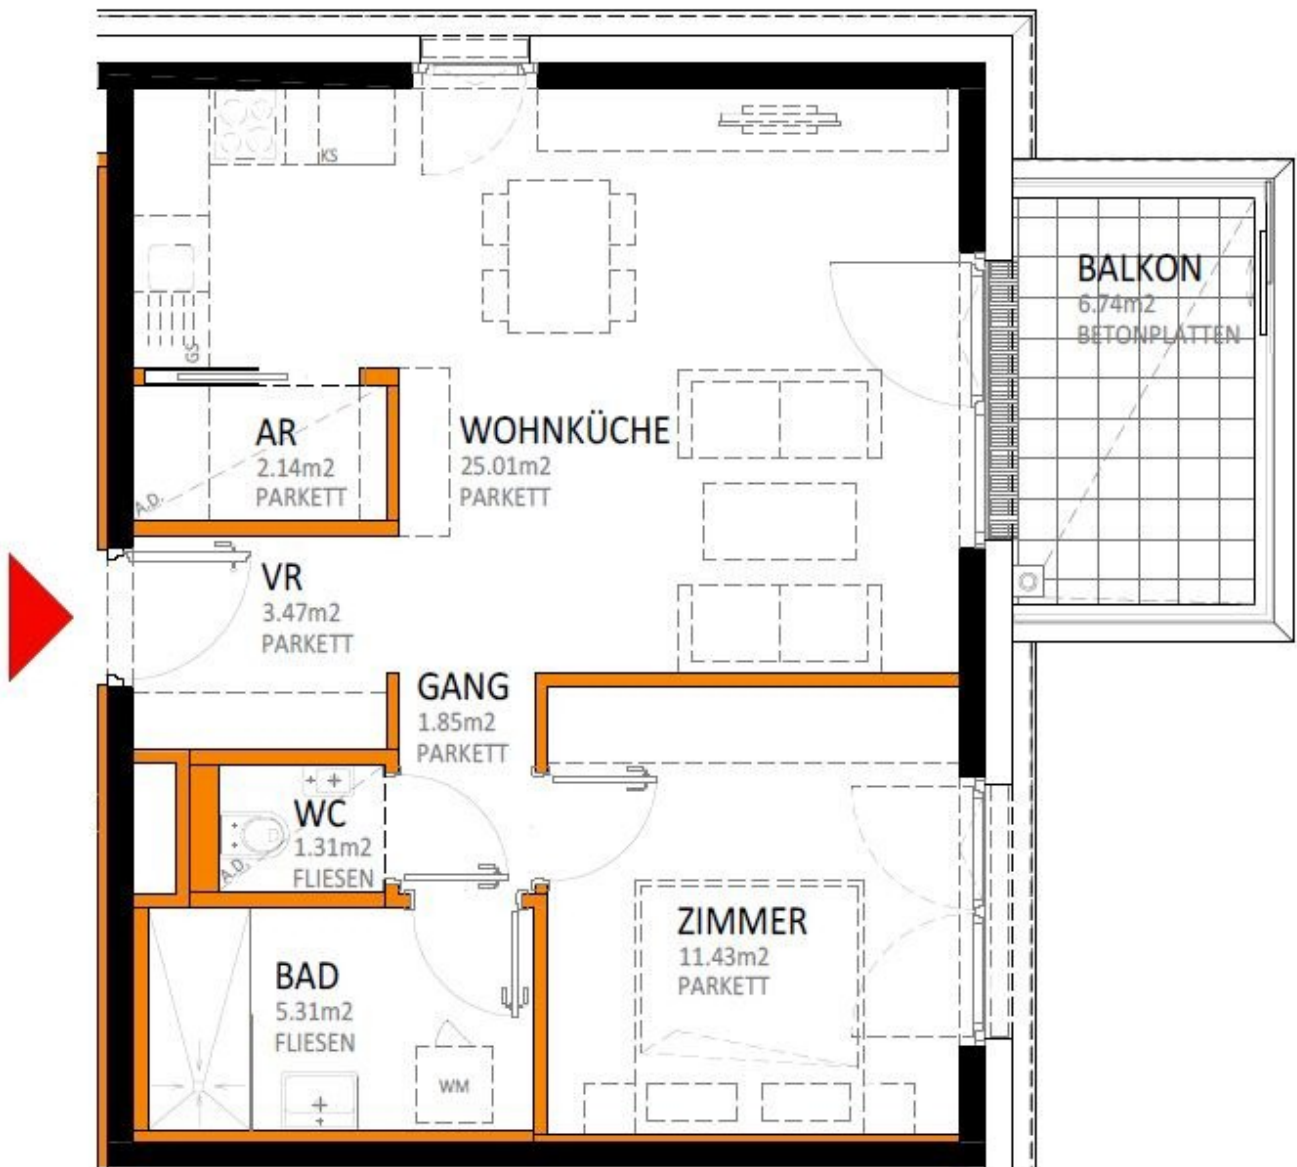 KS
BALKON
6.74m2
BETONPLATTEN
GS
AR
2.14m2
PARKETT
A.D.
WOHNKÜCHE
25.01m2
PARKETT
VR
3.47m2
PARKETT
GANG
1.85m2
PARKETT
WC
1.31m2
FLIESEN
A.D.
ZIMMER
11.43m2
PARKETT
BAD
5.31m2
FLIESEN
WM